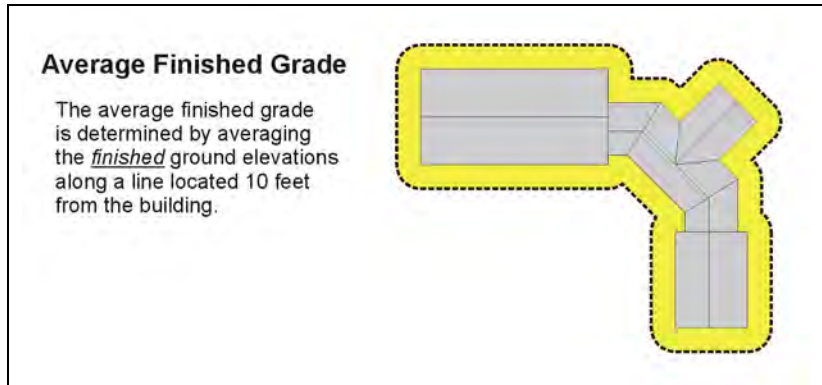 Average Finished Grade
The average finished grade
is determined by averaging
the finished ground elevations
along a line located 10 feet
from the building.